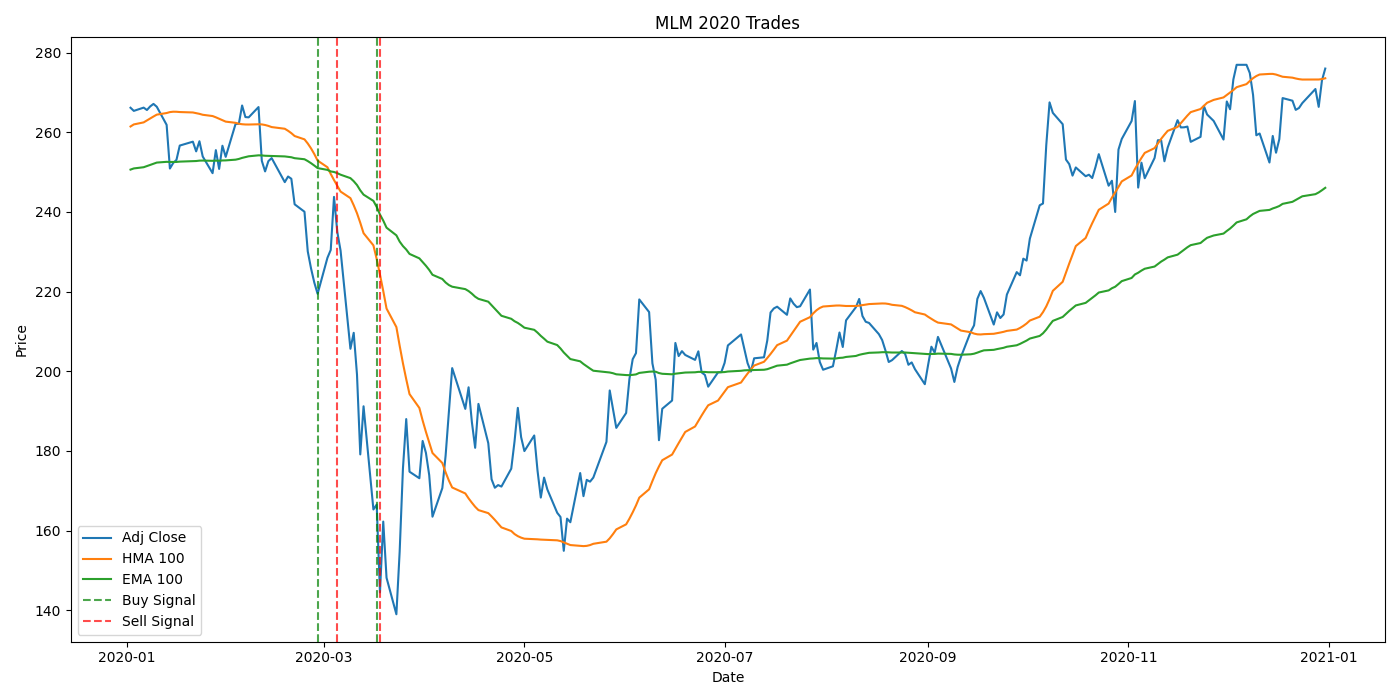 MLM 2020 Trades
Price
280
260
240
220
200
180
160
140
Adj Close
HMA 100
EMA 100
Buy Signal
Sell Signal
2020-01 2020-03 2020-05 2020-07 2020-09 2020-11 2021-01
Date